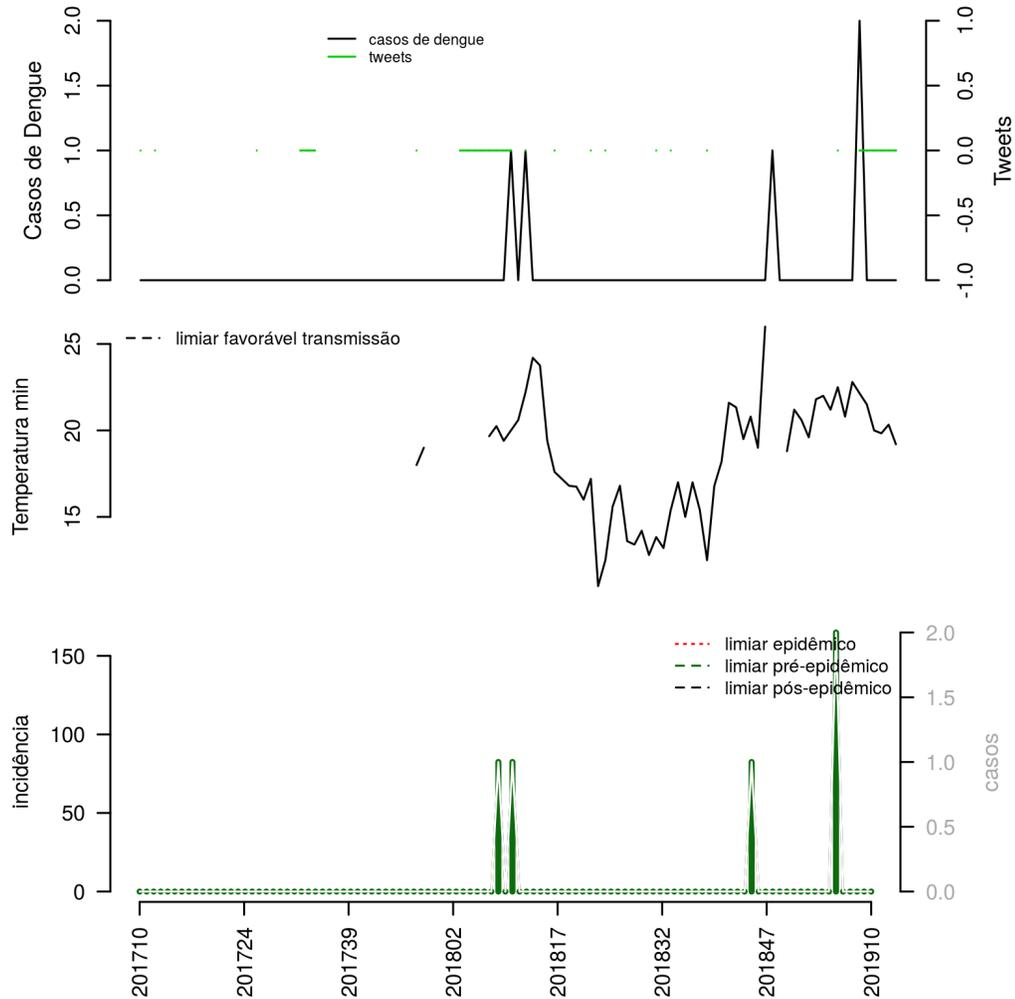 casos de dengue
tweets
Casos de Dengue
0.0
0.5
1.0
1.5
2.0
Tweets
-1.0
-0.5
0.0
0.5
1.0
limiar favorável transmissão
Temperatura min
15
20
25
limiar epidêmico
limiar pré-epidêmico
limiar pós-epidêmico
incidência
0
50
100
150
casos
0.0
0.5
1.0
1.5
2.0
201710
201724
201739
201802
201817
201832
201847
201910